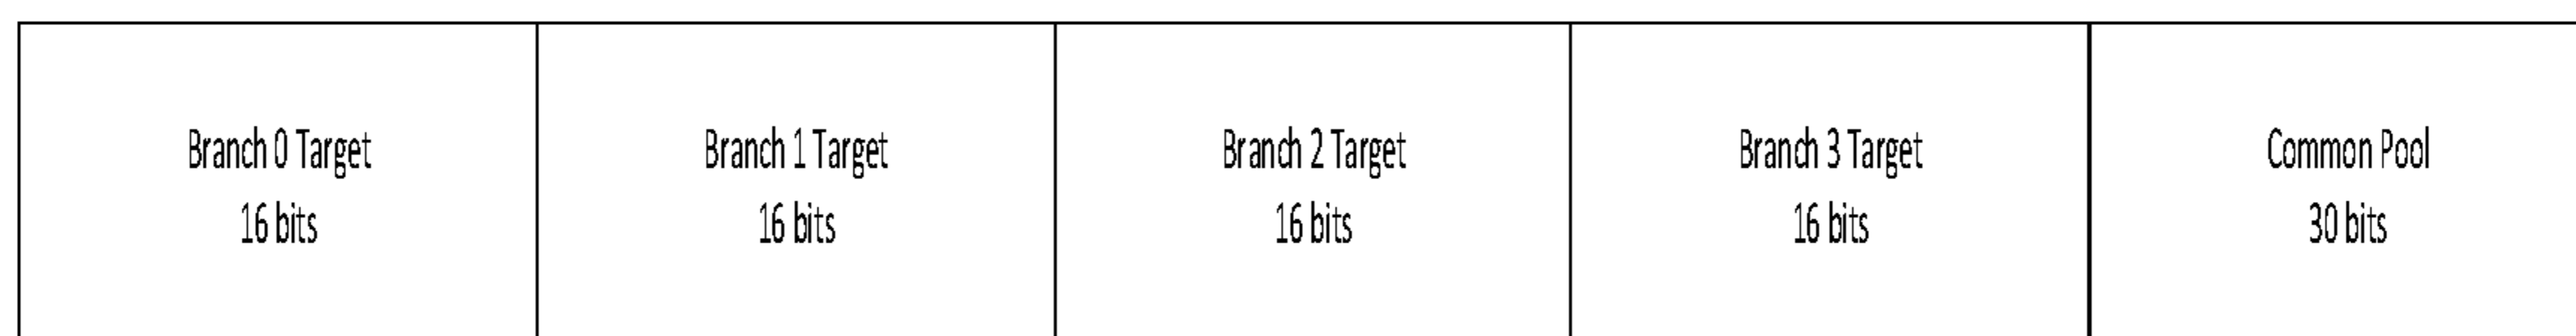 Branch 0 Target
16 bits
Branch 1 Target
16 bits
Branch 2 Target
16 bits
Branch 3 Target
16 bits
Common Pool
30 bits